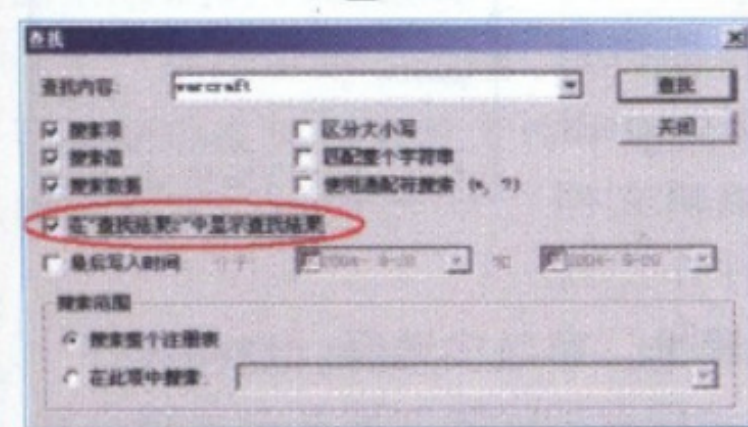 查找
查找内容: warcraft 查找
搜索项 区分大小写 关闭
搜索值 匹配整个字符串
搜索数据 使用通配符搜索 (*, ?)
在"查找结果:"中显示查找结果
最后写入时间 介于: 和
搜索范围
搜索整个注册表
在此项中搜索: